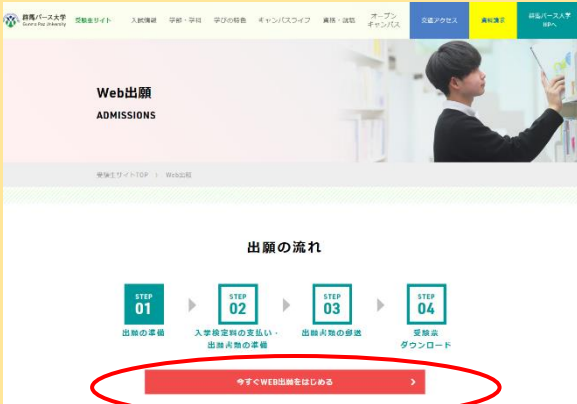 群馬パース大学
Gunma Paz University
受験生サイト
入試情報
学部・学科
学びの特色
キャンパスライフ
資格・就職
オープン
キャンパス
交通アクセス
資料請求
群馬パース大学
HPへ
Web出願
ADMISSIONS
受験生サイトTOP 〉 Web出願
出願の流れ
STEP
01
STEP
02
STEP
03
STEP
04
出願の準備
入学検定料の支払い・
出願書類の準備
出願書類の郵送
受験票
ダウンロード
今すぐWEB出願をはじめる